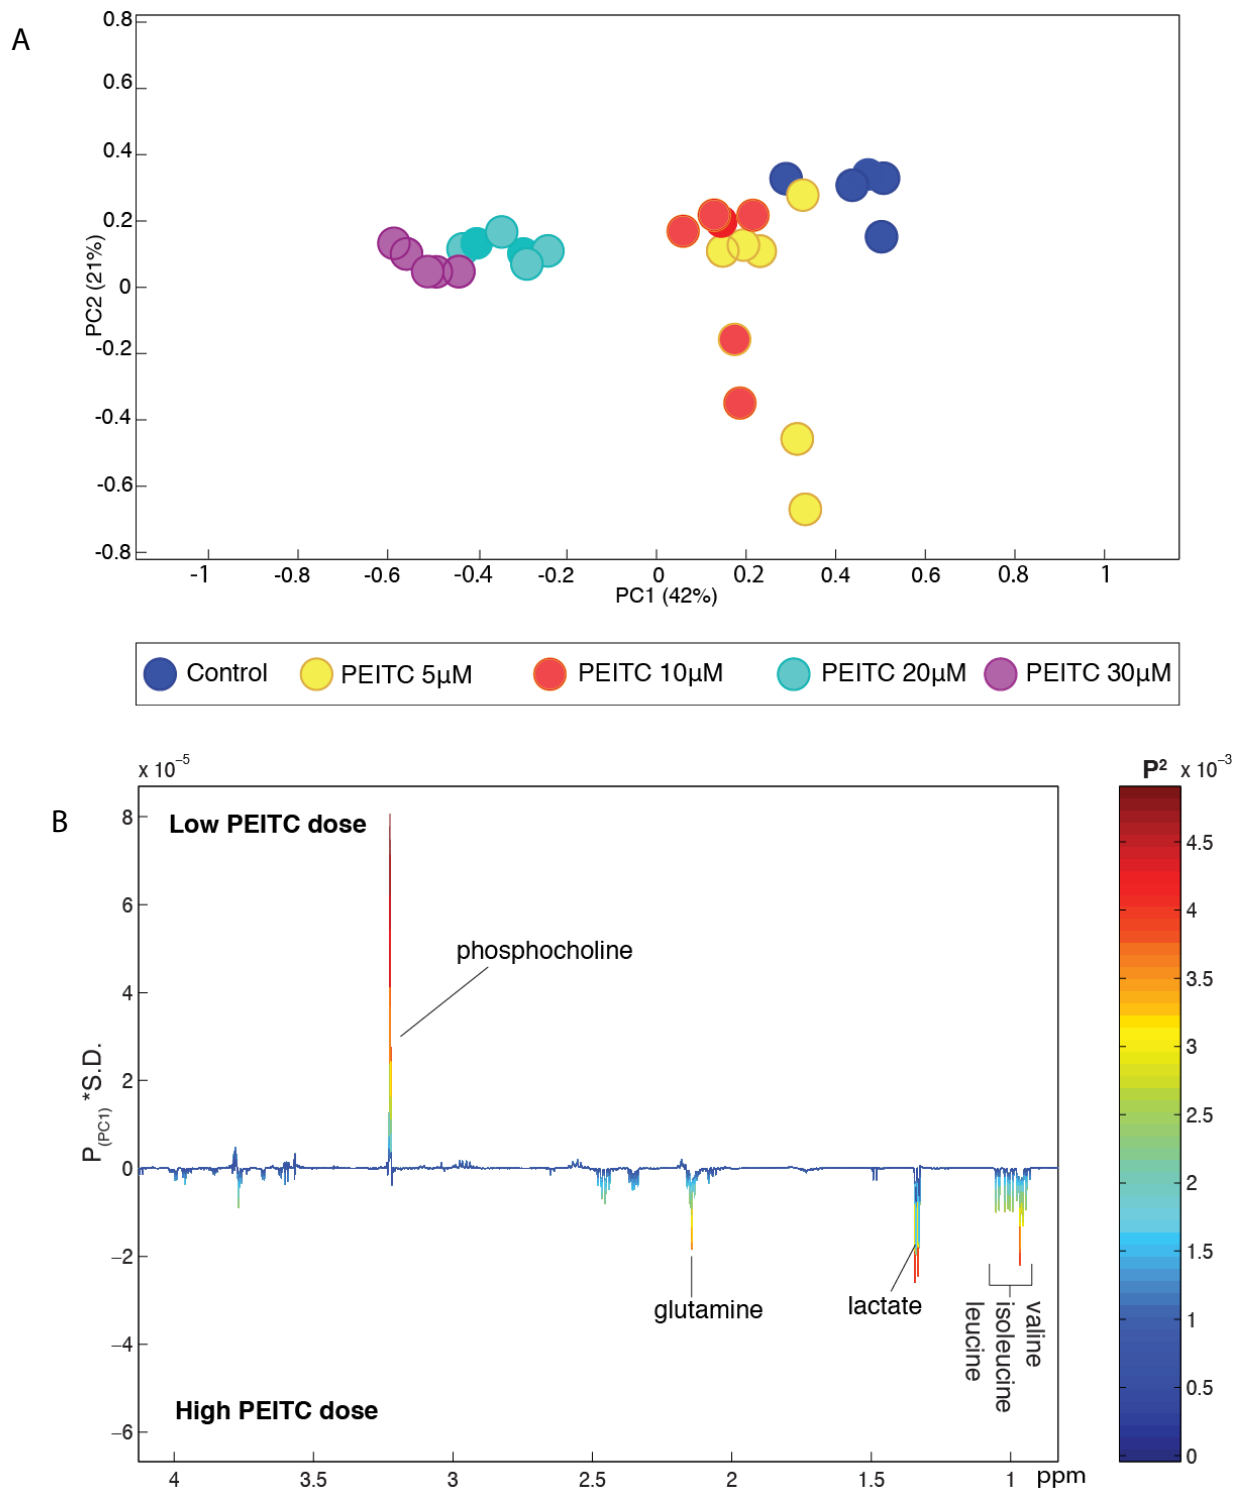 A
0.8
0.6
0.4
0.2
0
-0.2
-0.4
-0.6
-0.8
PC2 (21%)
-1 -0.8 -0.6 -0.4 -0.2 0 0.2 0.4 0.6 0.8 1
PC1 (42%)
Control PEITC 5µM PEITC 10µM PEITC 20µM PEITC 30µM
B
x 10⁻⁵
P² x 10⁻³
Low PEITC dose
phosphocholine
glutamine
lactate
leucine
isoleucine
valine
High PEITC dose
8
6
4
2
0
−2
−4
−6
P(PC1) *S.D.
4 3.5 3 2.5 2 1.5 1 ppm
4.5
4
3.5
3
2.5
2
1.5
1
0.5
0